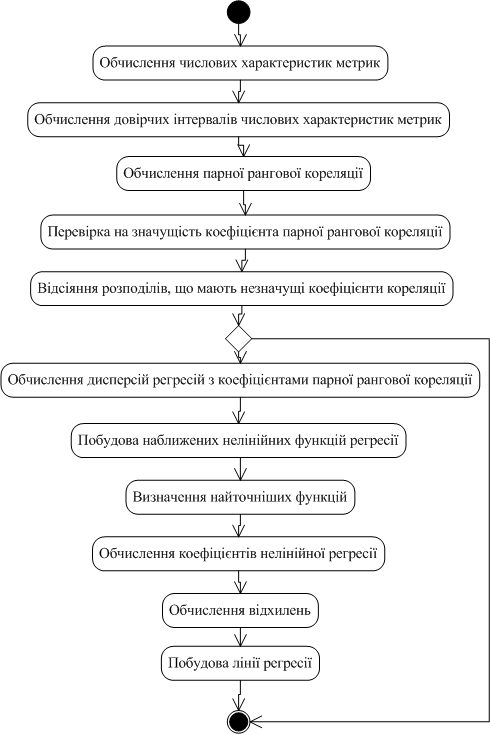 Обчислення числових характеристик метрик
Обчислення довірчих інтервалів числових характеристик метрик
Обчислення парної рангової кореляції
Перевірка на значущість коефіцієнта парної рангової кореляції
Відсіяння розподілів, що мають незначущі коефіцієнти кореляції
Обчислення дисперсій регресій з коефіцієнтами парної рангової кореляції
Побудова наближених нелінійних функцій регресії
Визначення найточніших функцій
Обчислення коефіцієнтів нелінійної регресії
Обчислення відхилень
Побудова лінії регресії